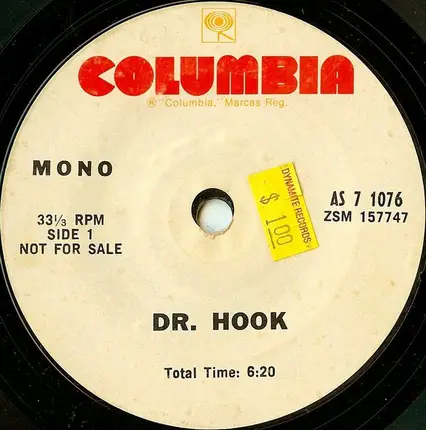 COLUMBIA
® "Columbia," Marcas Reg.
MONO
33⅓ RPM
SIDE 1
NOT FOR SALE
DYNAMITE RECORDS
$ 1.00
AS 7 1076
ZSM 157747
DR. HOOK
Total Time: 6:20